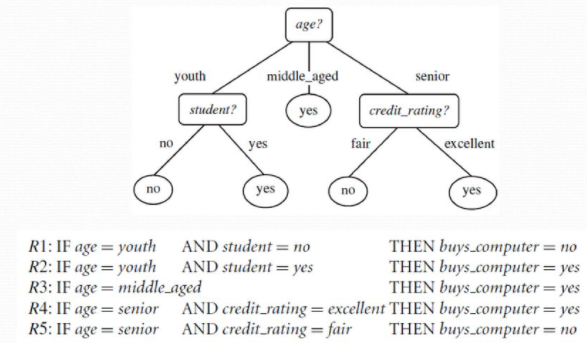 age?
youth middle_aged senior
student? yes credit_rating?
no yes fair excellent
no yes no yes
R1: IF age = youth AND student = no THEN buys_computer = no
R2: IF age = youth AND student = yes THEN buys_computer = yes
R3: IF age = middle_aged THEN buys_computer = yes
R4: IF age = senior AND credit_rating = excellent THEN buys_computer = yes
R5: IF age = senior AND credit_rating = fair THEN buys_computer = no